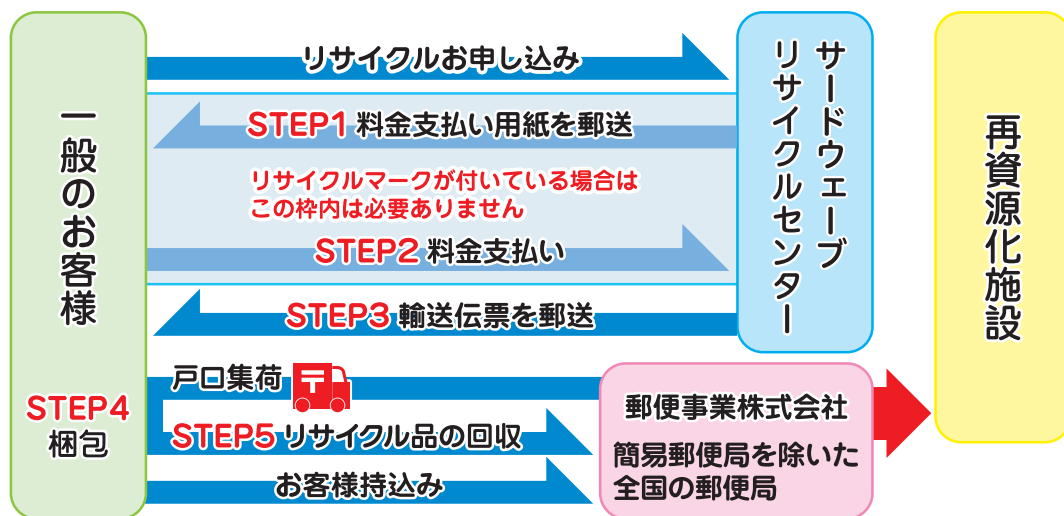 一般のお客様
リサイクルお申し込み
STEP1 料金支払い用紙を郵送
リサイクルマークが付いている場合は
この枠内は必要ありません
STEP2 料金支払い
STEP3 輸送伝票を郵送
サードウェーブ
リサイクルセンター
再資源化施設
STEP4
梱包
戸口集荷
〒
STEP5 リサイクル品の回収
お客様持込み
郵便事業株式会社
簡易郵便局を除いた
全国の郵便局